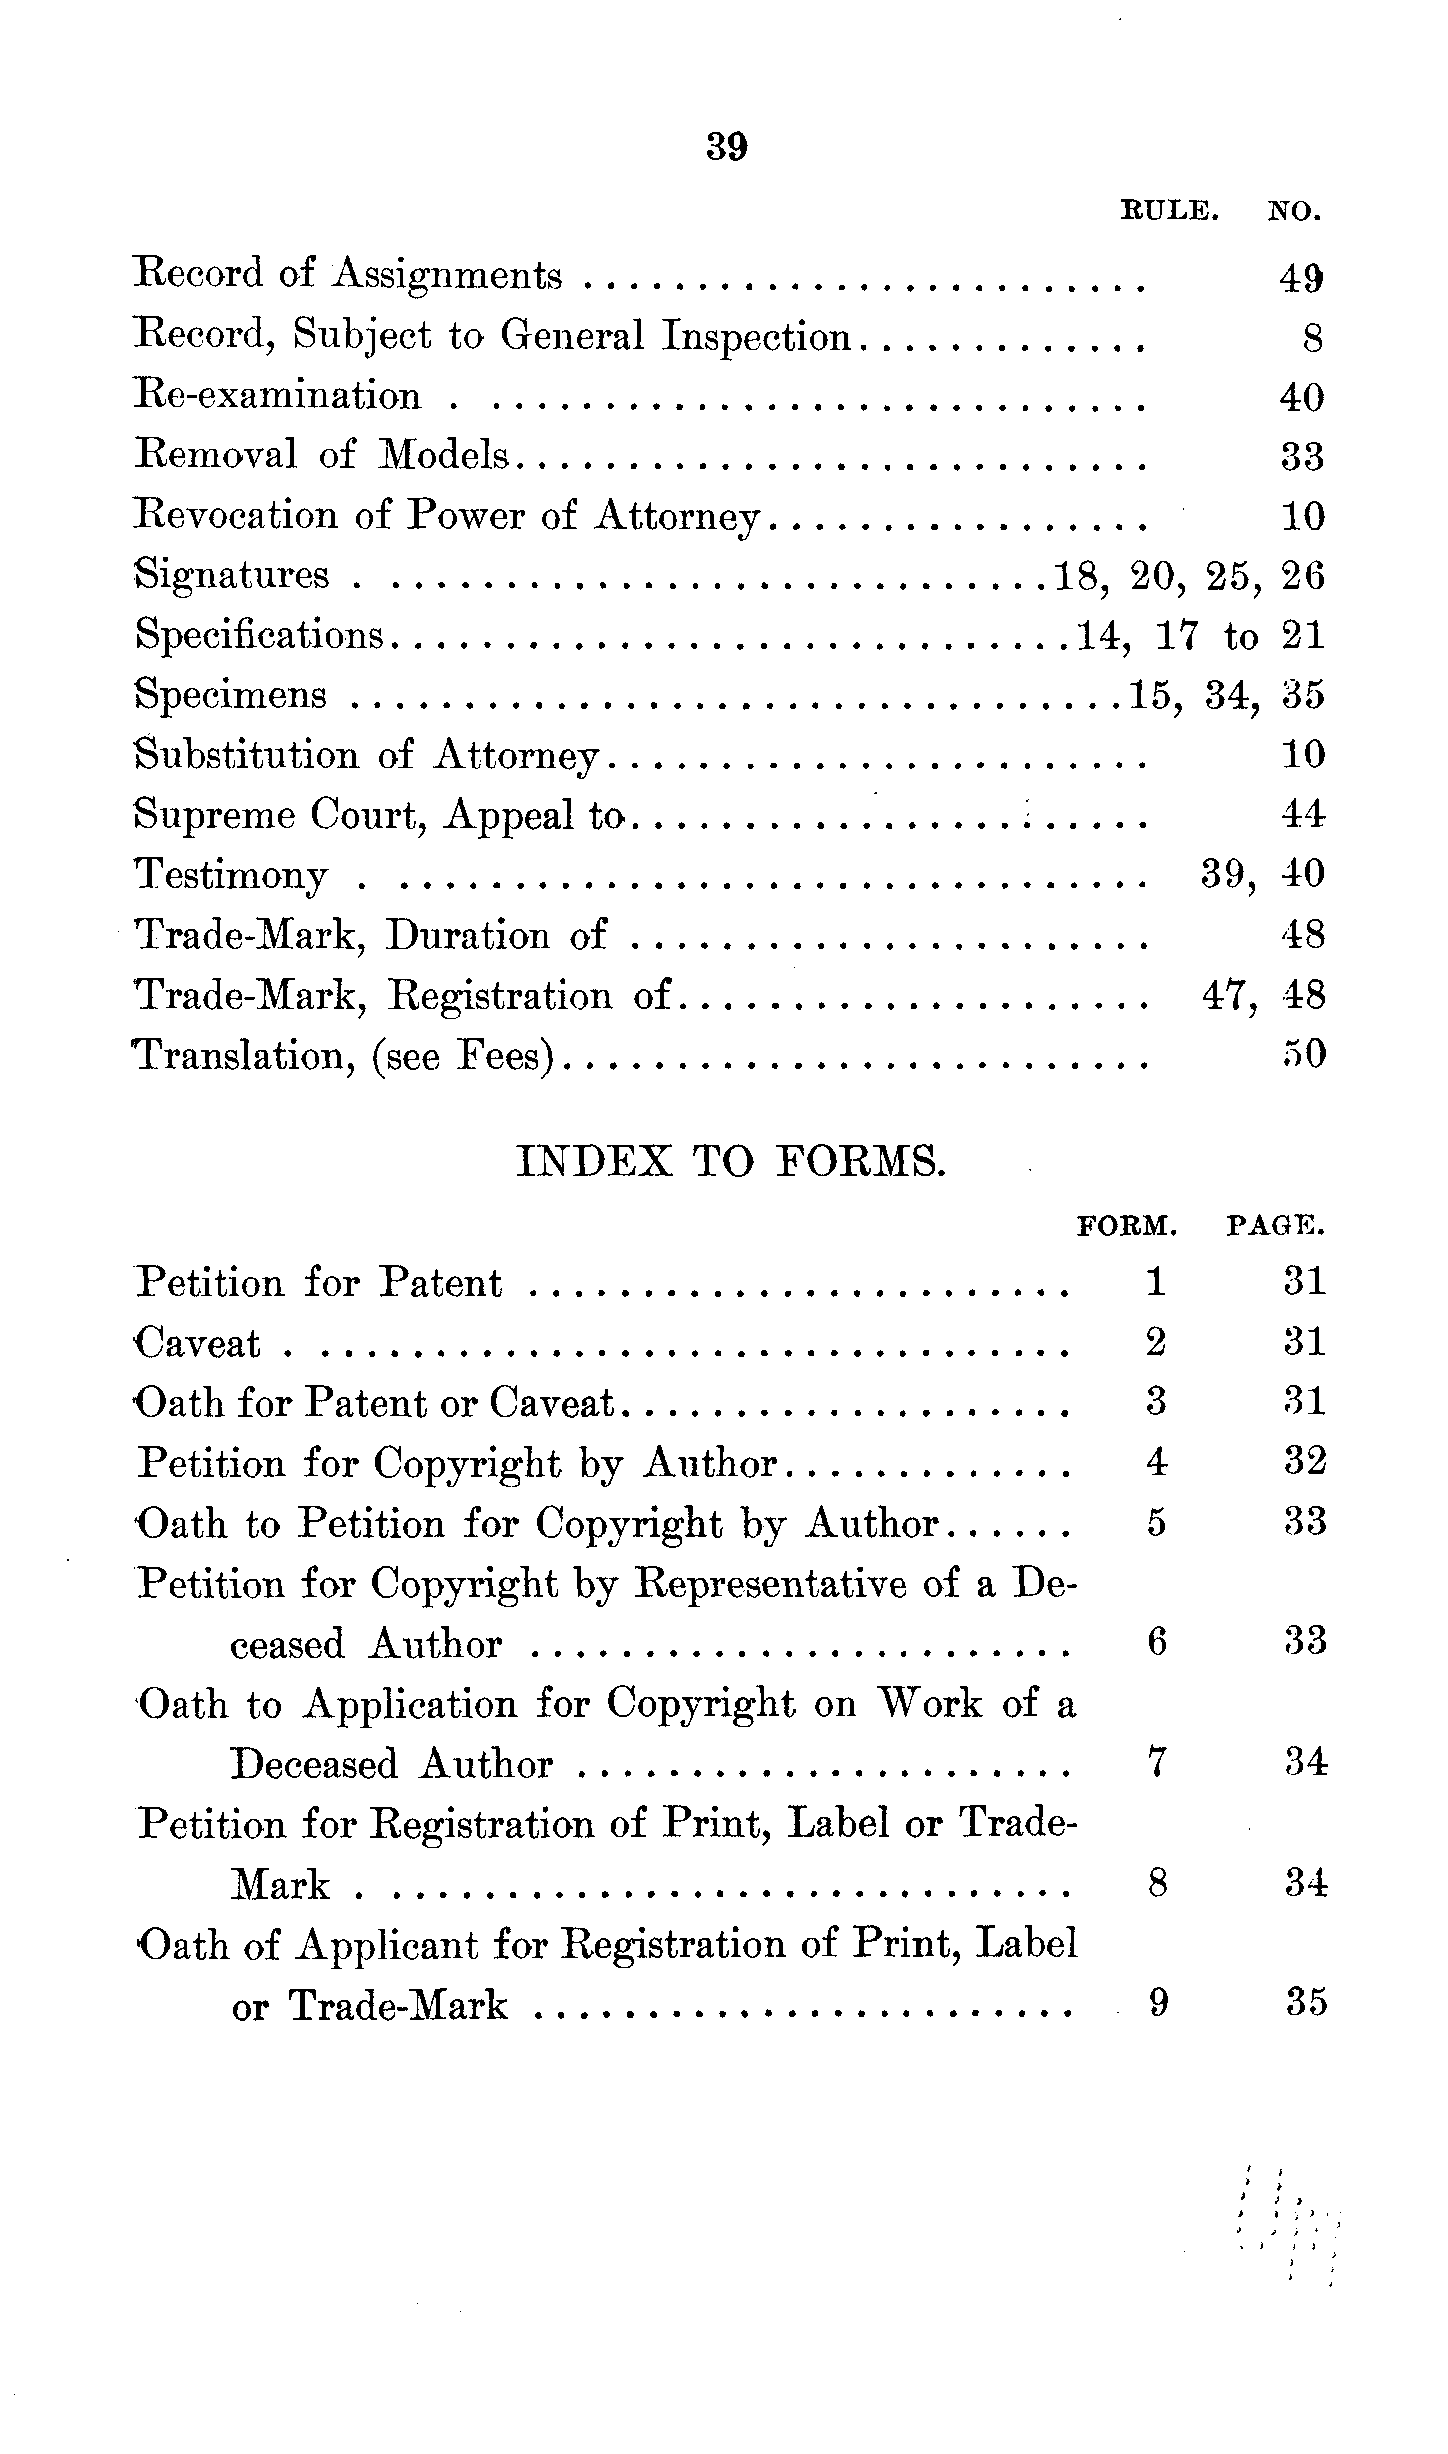 39
RULE. NO.
Record of Assignments ......................... 49
Record, Subject to General Inspection............. 8
Re-examination . ............................. 40
Removal of Models............................ 33
Revocation of Power of Attorney................. 10
Signatures . .............................18, 20, 25, 26
Specifications..............................14, 17 to 21
Specimens ..................................15, 34, 35
Substitution of Attorney........................ 10
Supreme Court, Appeal to....................... 44
Testimony . ................................. 39, 40
Trade-Mark, Duration of ....................... 48
Trade-Mark, Registration of..................... 47, 48
Translation, (see Fees).......................... 50
INDEX TO FORMS.
FORM. PAGE.
Petition for Patent ........................ 1 31
Caveat . ................................. 2 31
Oath for Patent or Caveat.................... 3 31
Petition for Copyright by Author............. 4 32
Oath to Petition for Copyright by Author...... 5 33
Petition for Copyright by Representative of a De-
ceased Author ........................ 6 33
Oath to Application for Copyright on Work of a
Deceased Author ...................... 7 34
Petition for Registration of Print, Label or Trade-
Mark . .............................. 8 34
Oath of Applicant for Registration of Print, Label
or Trade-Mark ........................ 9 35